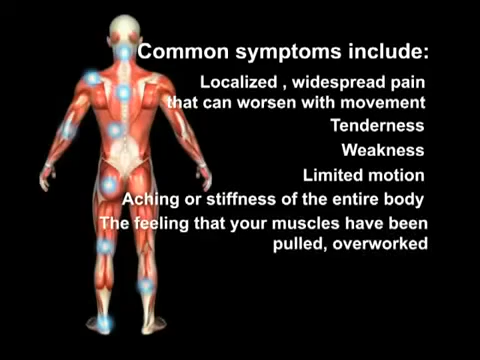 Common symptoms include:
Localized , widespread pain
that can worsen with movement
Tenderness
Weakness
Limited motion
Aching or stiffness of the entire body
The feeling that your muscles have been
pulled, overworked